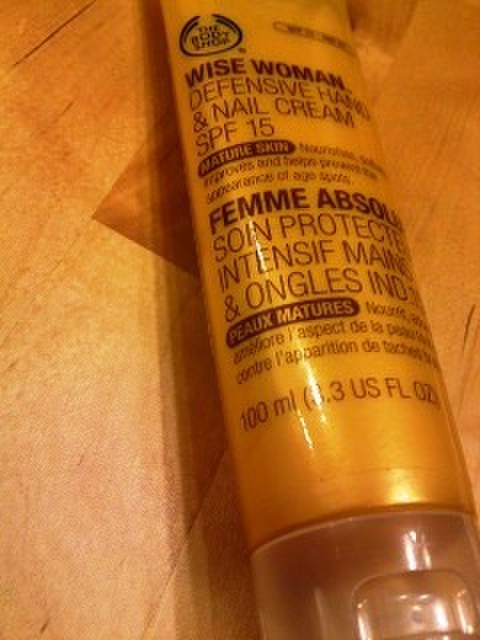 THE
BODY
SHOP
WISE WOMAN
DEFENSIVE HAND
& NAIL CREAM
SPF 15
MATURE SKIN Nourishes,
improves and helps prevent the
appearance of age spots.
FEMME ABSOLU
SOIN PROTECTE
INTENSIF MAINS
& ONGLES IND.
PEAUX MATURES Nourrit,
améliore l'aspect de la peau
contre l'apparition de taches
100 ml (3.3 US FL OZ)